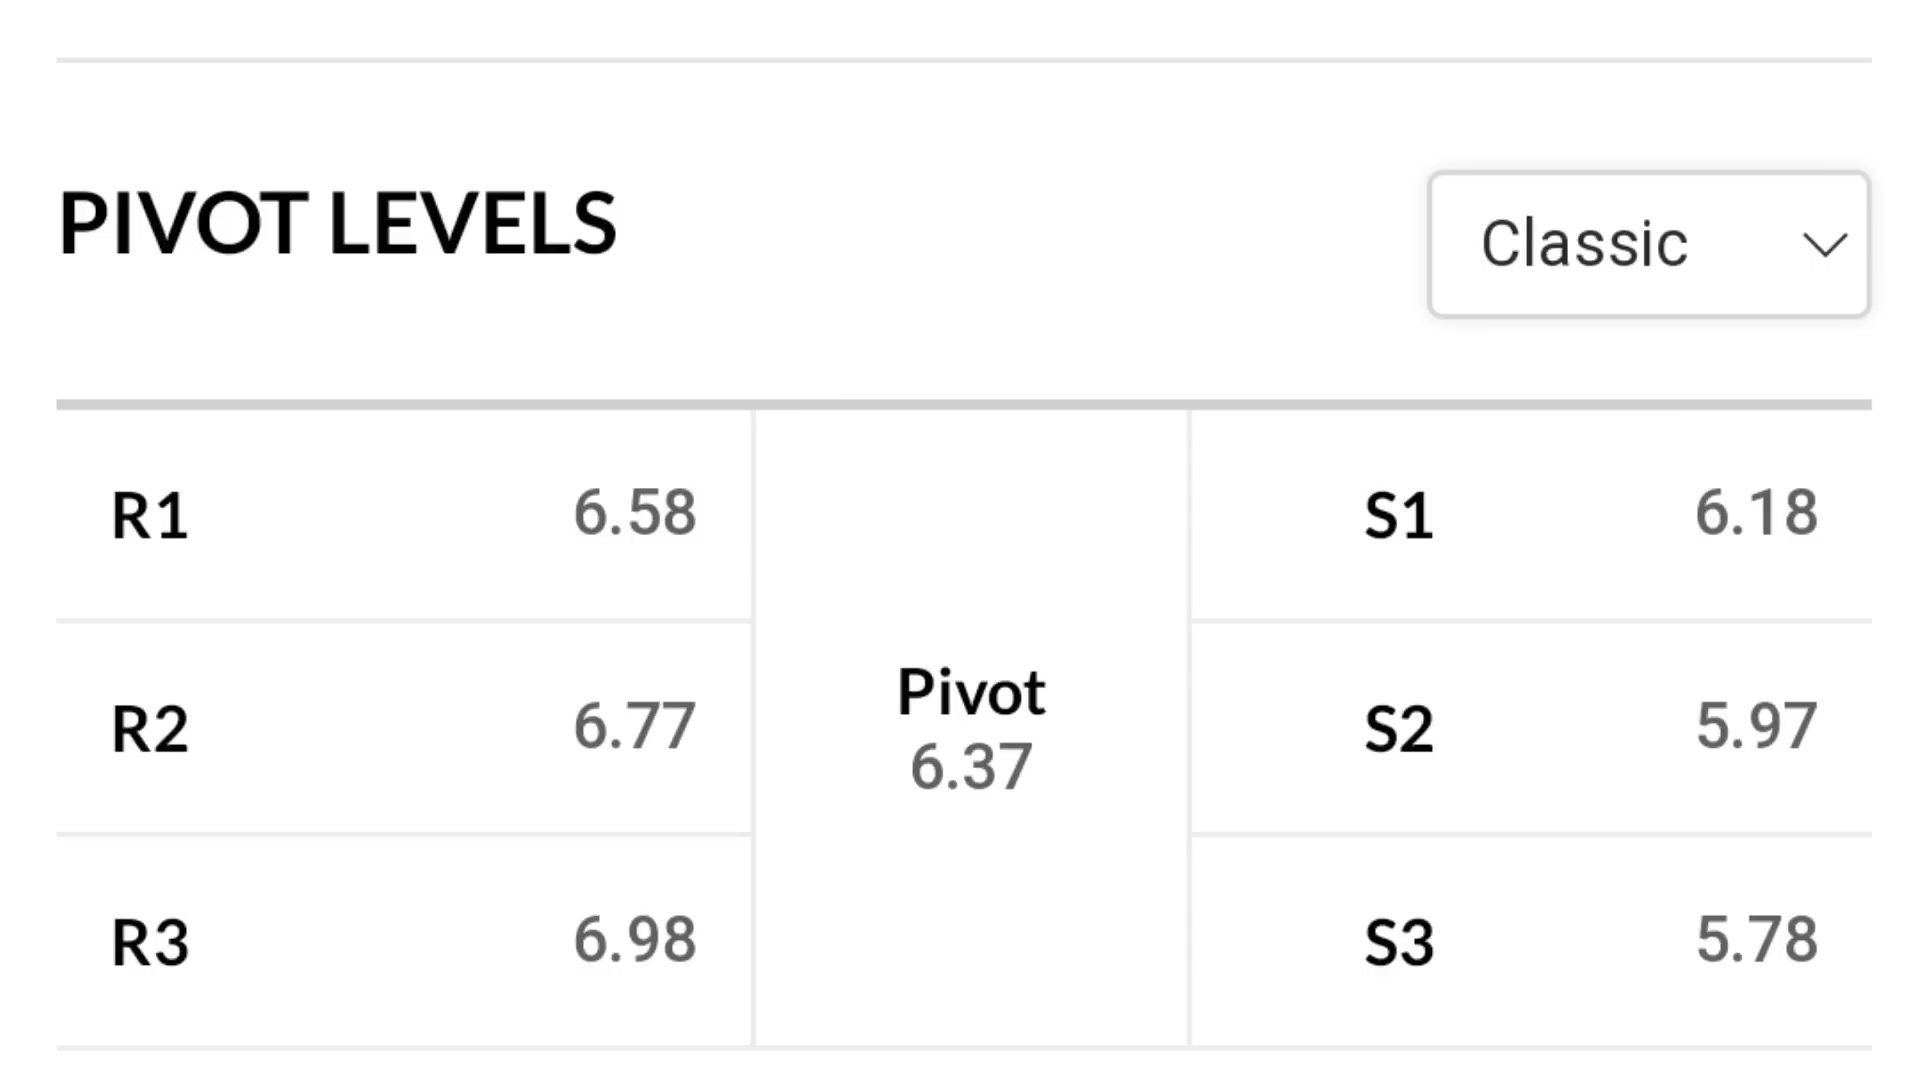 PIVOT LEVELS
Classic
R1 6.58
S1 6.18
R2 6.77
Pivot
6.37
S2 5.97
R3 6.98
S3 5.78